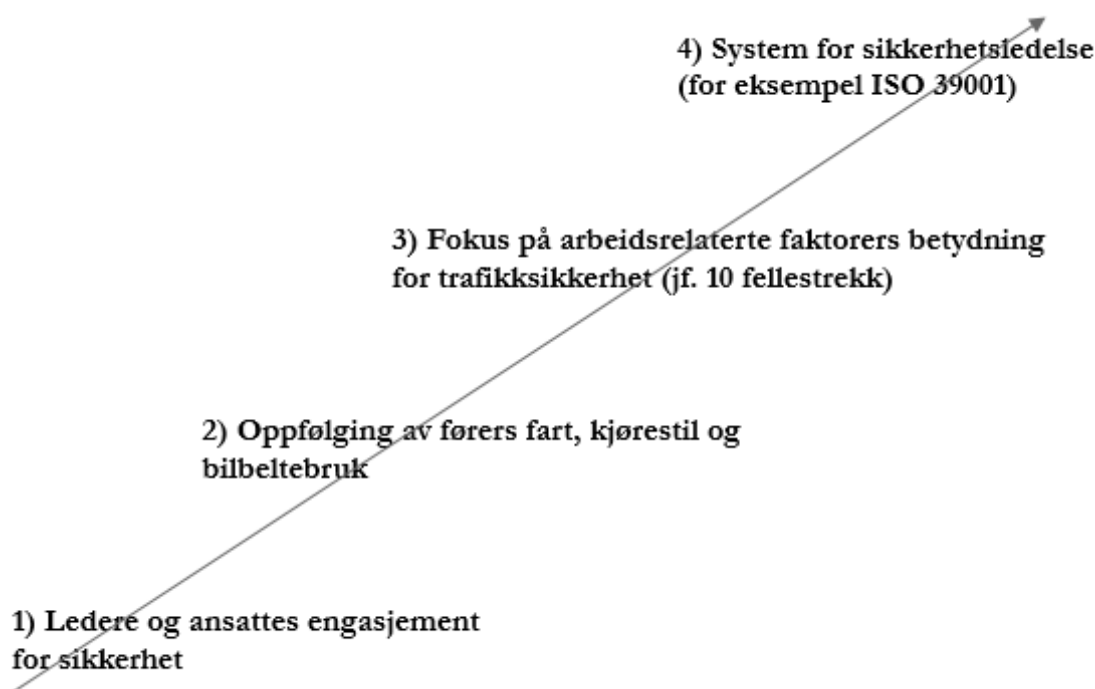 4) System for sikkerhetsledelse
(for eksempel ISO 39001)
3) Fokus på arbeidsrelaterte faktorers betydning
for trafikksikkerhet (jf. 10 fellestrekk)
2) Oppfølging av førers fart, kjørestil og
bilbeltebruk
1) Ledere og ansattes engasjement
for sikkerhet